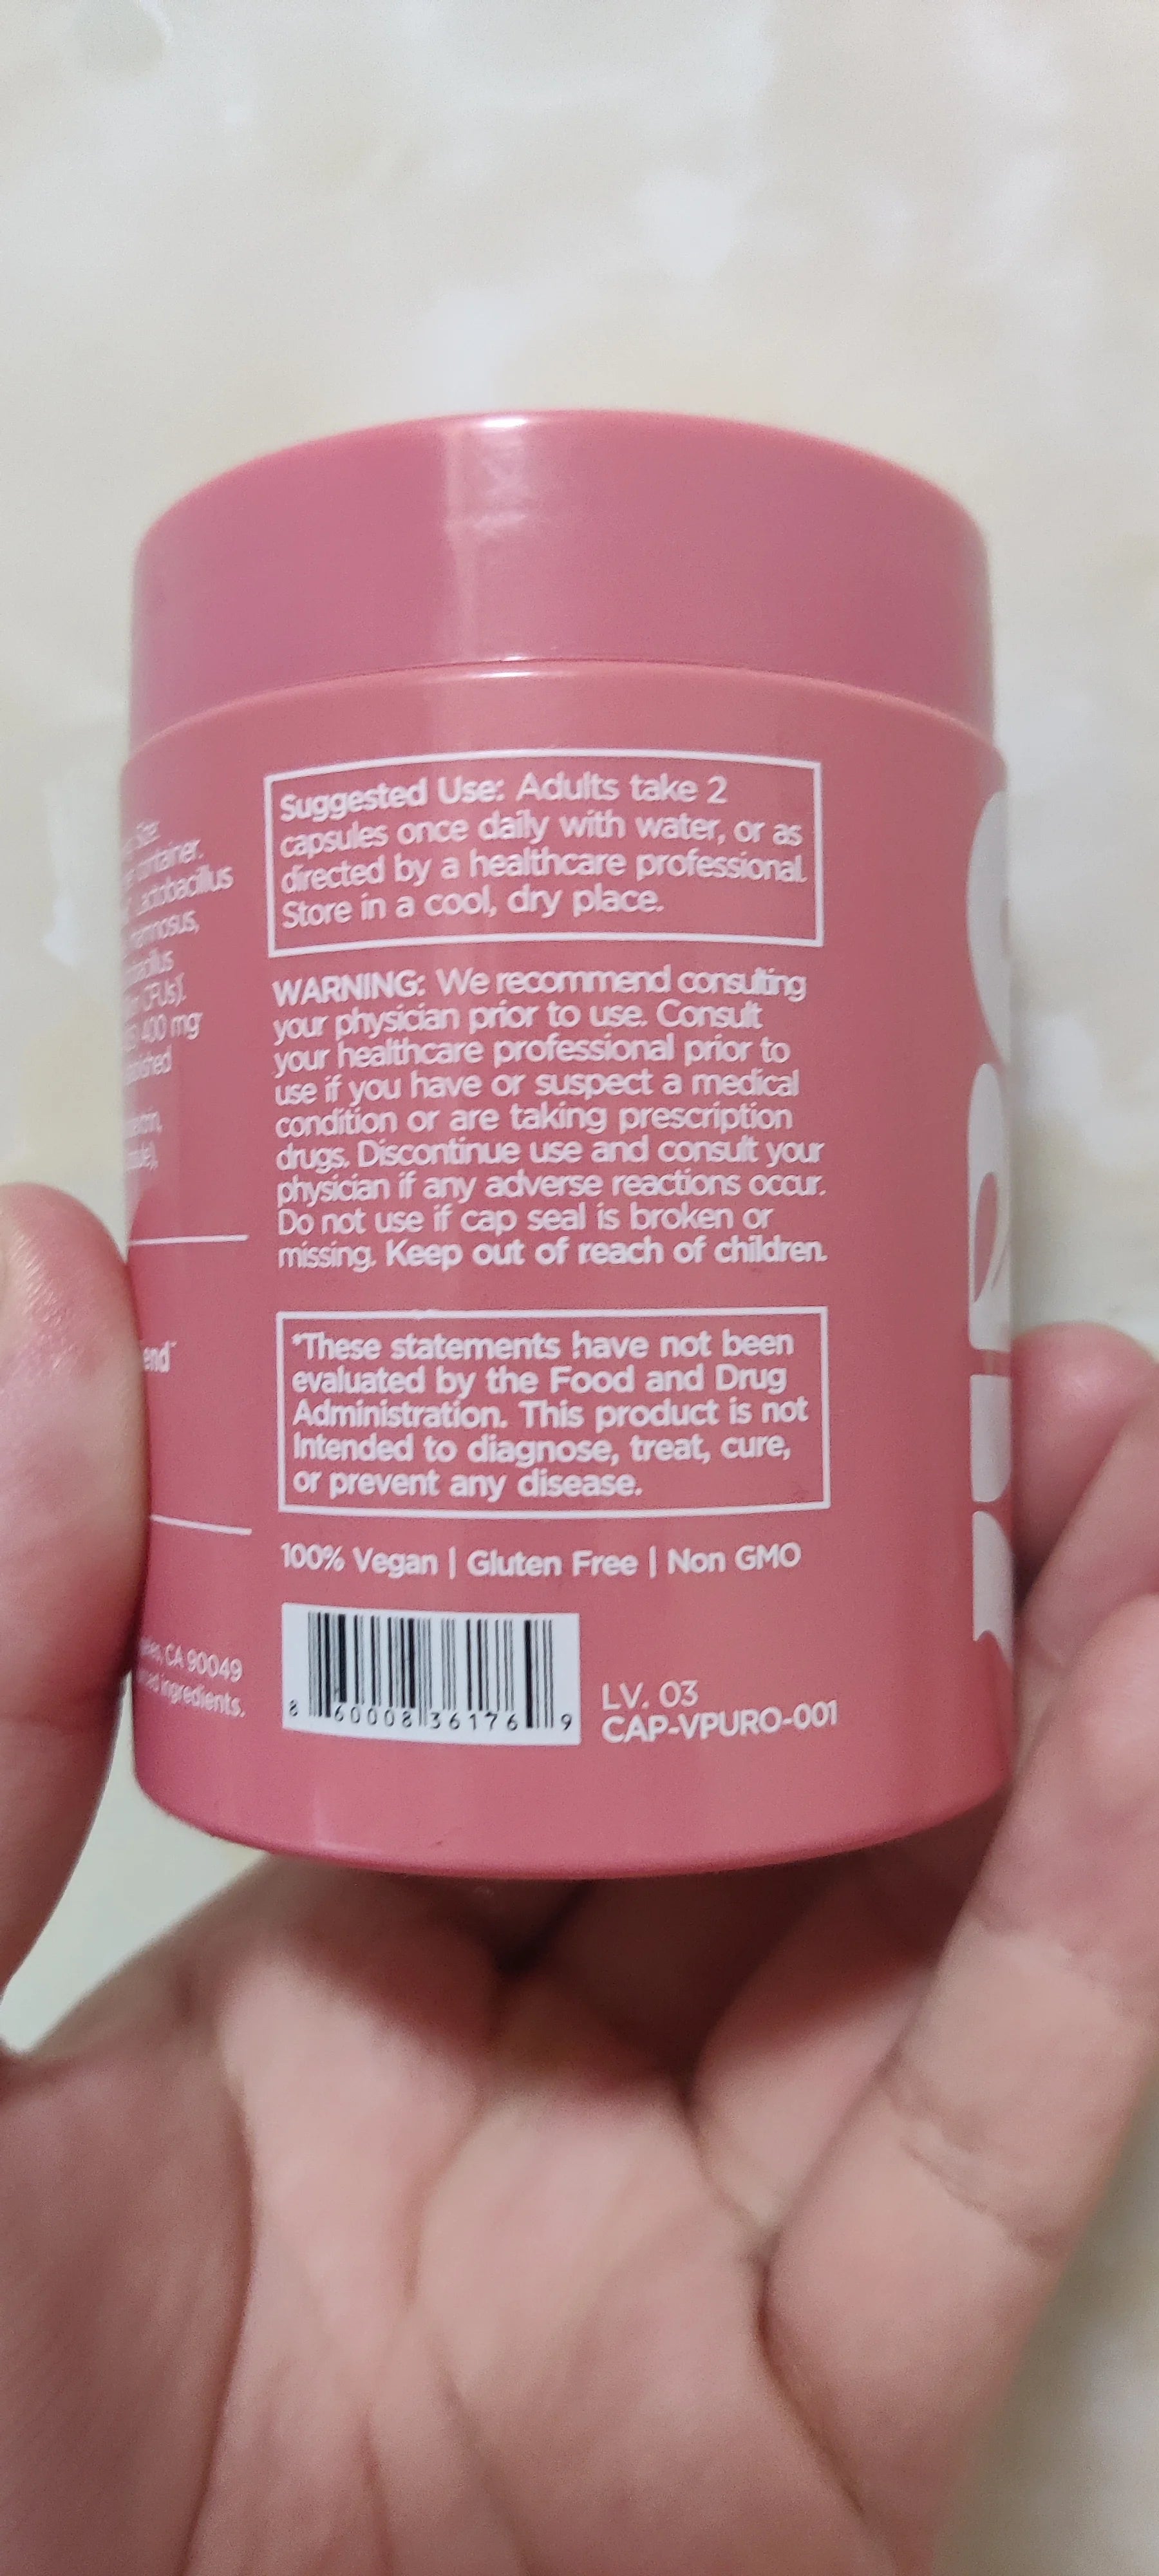 container.
Lactobacillus
CFUs)
400 mg
CA 90049
ingredients.
Suggested Use: Adults take 2
capsules once daily with water, or as
directed by a healthcare professional.
Store in a cool, dry place.
WARNING: We recommend consulting
your physician prior to use. Consult
your healthcare professional prior to
use if you have or suspect a medical
condition or are taking prescription
drugs. Discontinue use and consult your
physician if any adverse reactions occur.
Do not use if cap seal is broken or
missing. Keep out of reach of children.
*These statements have not been
evaluated by the Food and Drug
Administration. This product is not
Intended to diagnose, treat, cure,
or prevent any disease.
100% Vegan | Gluten Free | Non GMO
8 60008 36176 9
LV. 03
CAP-VPURO-001